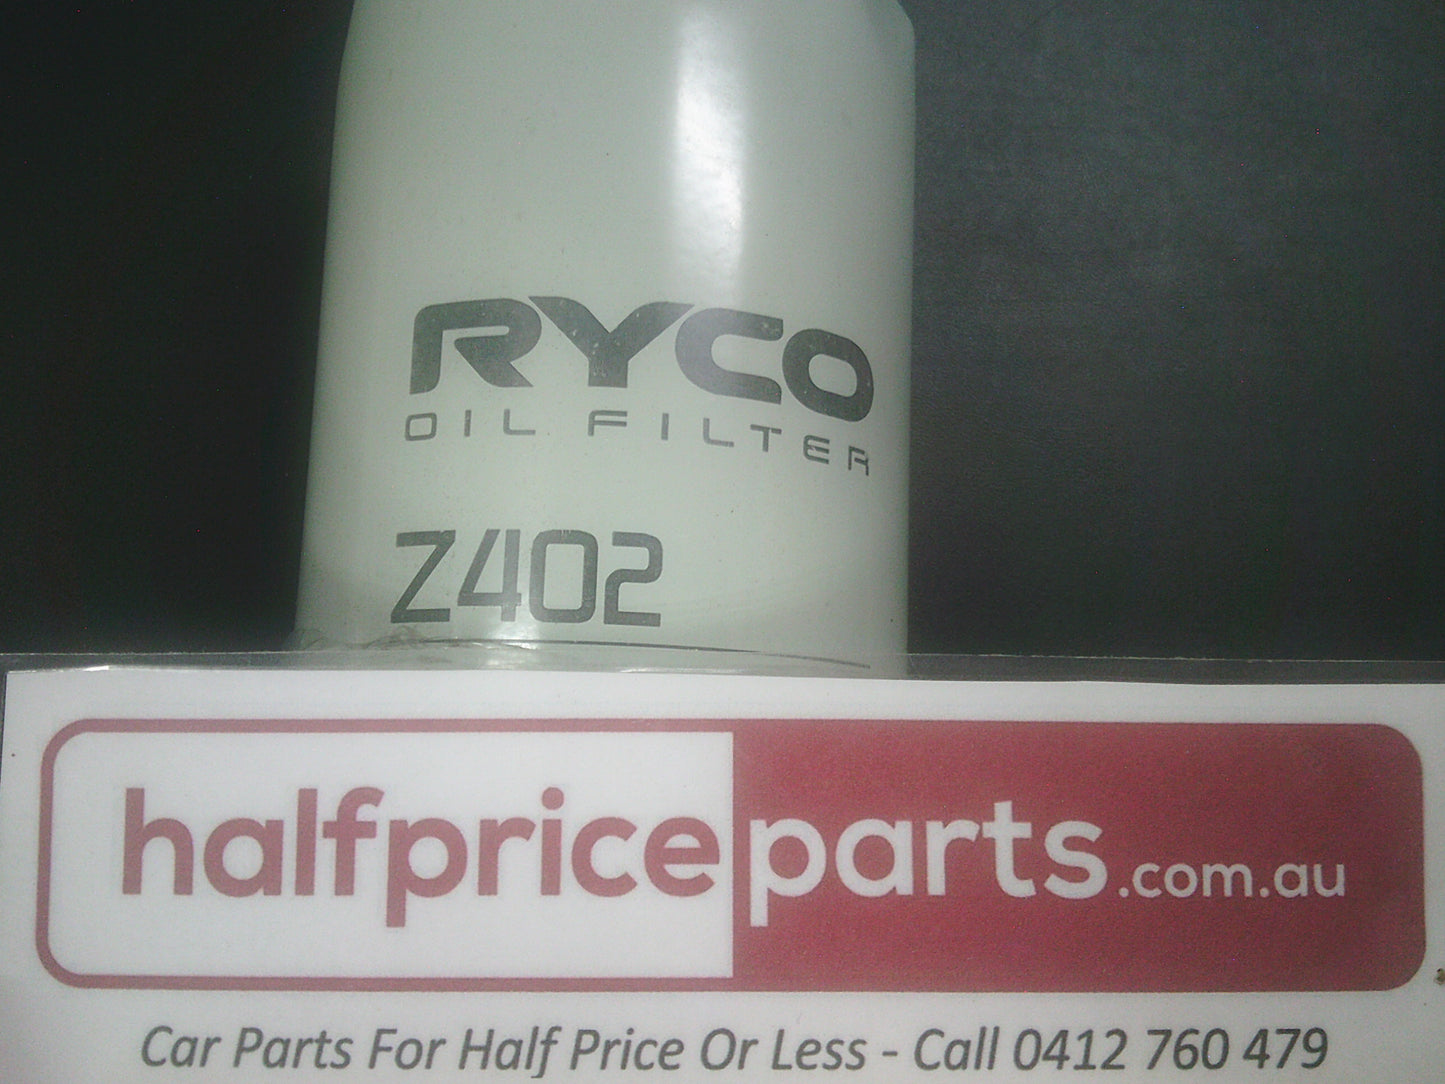 RYCO
OIL FILTER
Z402
halfpriceparts.com.au
Car Parts For Half Price Or Less - Call 0412 760 479